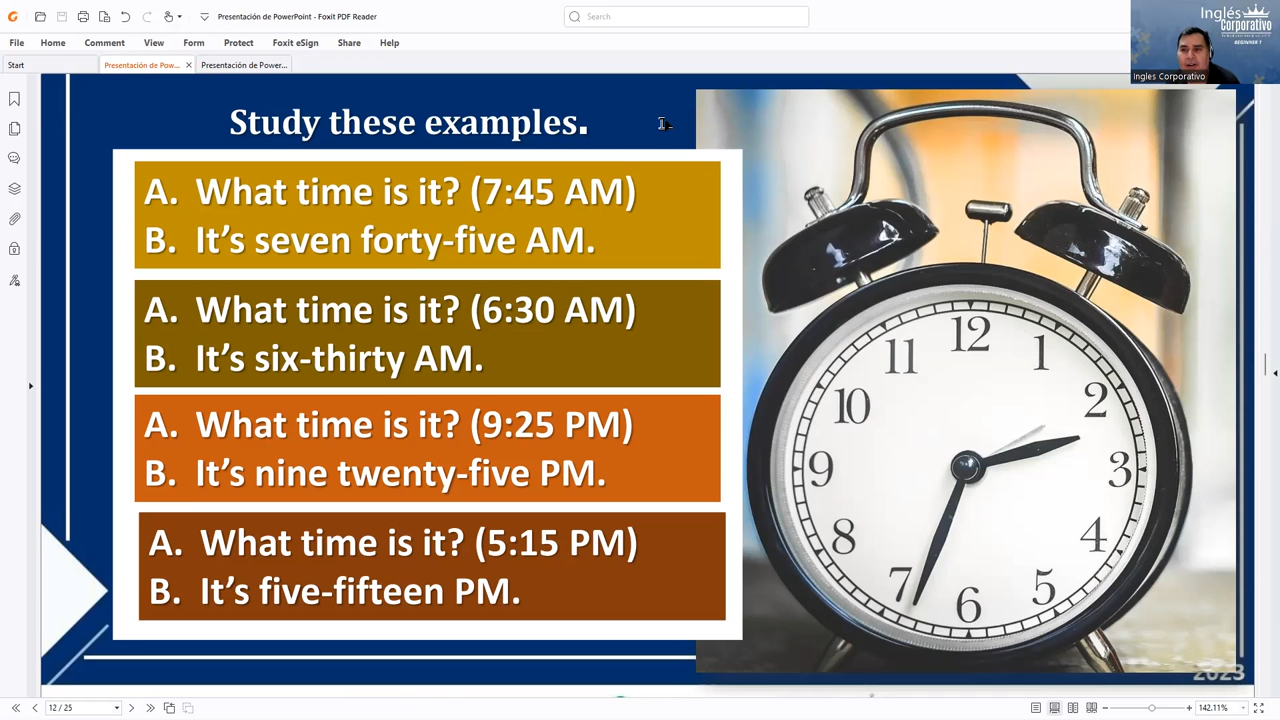 Presentación de PowerPoint - Foxit PDF Reader
Search
File Home Comment View Form Protect Foxit eSign Share Help
Start
Presentación de Pow...
Presentación de Power...
Inglés
Corporativo
BEGINNER 1
Ingles Corporativo
Study these examples.
A. What time is it? (7:45 AM)
B. It’s seven forty-five AM.
A. What time is it? (6:30 AM)
B. It’s six-thirty AM.
A. What time is it? (9:25 PM)
B. It’s nine twenty-five PM.
A. What time is it? (5:15 PM)
B. It’s five-fifteen PM.
12
11 1
10 2
9 3
8 4
7 5
6
2023
12 / 25
142.11%